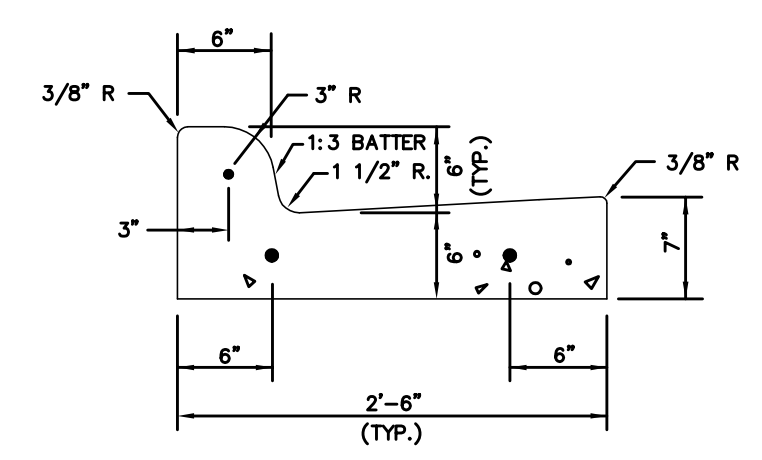 6"
3/8" R
3" R
1:3 BATTER
6"
(TYP.)
1 1/2" R.
3/8" R
3"
6"
7"
6"
6"
2'-6"
(TYP.)